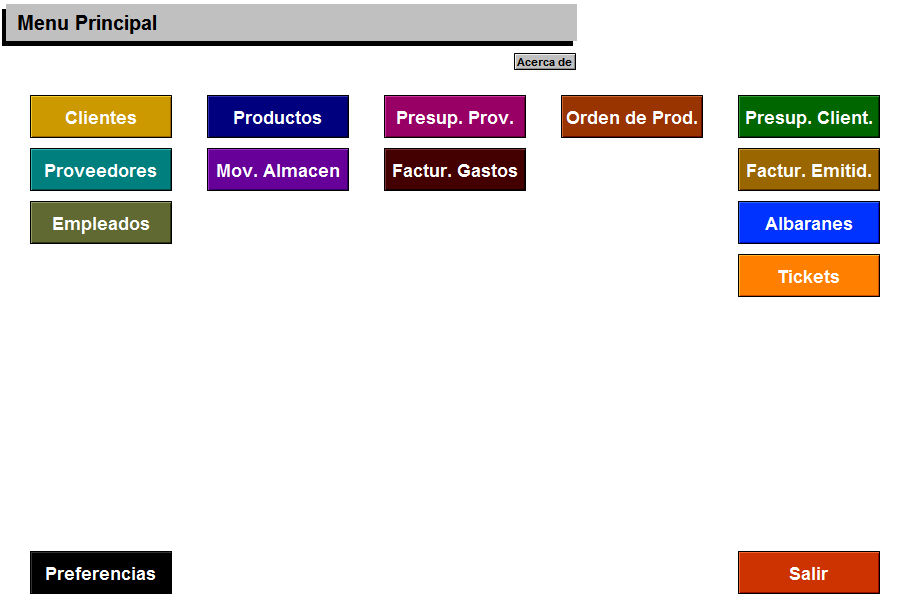 Menu Principal
Acerca de
Clientes
Productos
Presup. Prov.
Orden de Prod.
Presup. Client.
Proveedores
Mov. Almacen
Factur. Gastos
Factur. Emitid.
Empleados
Albaranes
Tickets
Preferencias
Salir